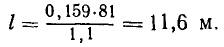 l = 0,159·81 / 1,1 = 11,6 м.